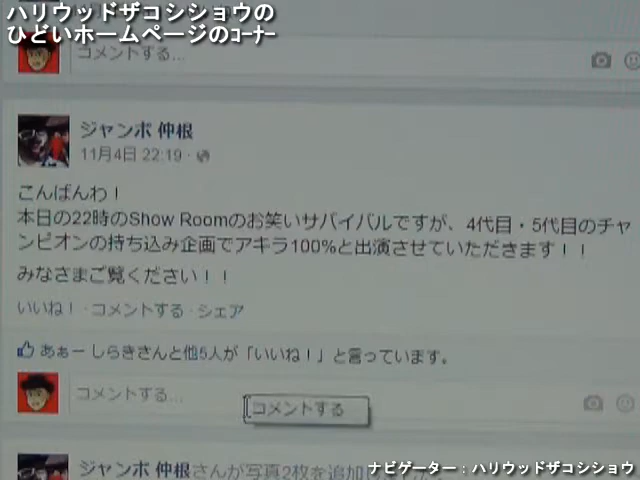 ハリウッドザコシショウの
ひどいホームページのｺｰﾅｰ
コメントする...
ジャンボ 仲根
11月4日 22:19 ·
こんばんわ！
本日の22時のShow Roomのお笑いサバイバルですが、4代目・5代目のチャ
ンピオンの持ち込み企画でアキラ100%と出演させていただきます！！
みなさまご覧ください！！
いいね！ · コメントする · シェア
あぁー しらきさんと他5人が「いいね！」と言っています。
コメントする...
コメントする
ジャンボ 仲根さんが写真2枚を追加しました
ナビゲーター：ハリウッドザコシショウ